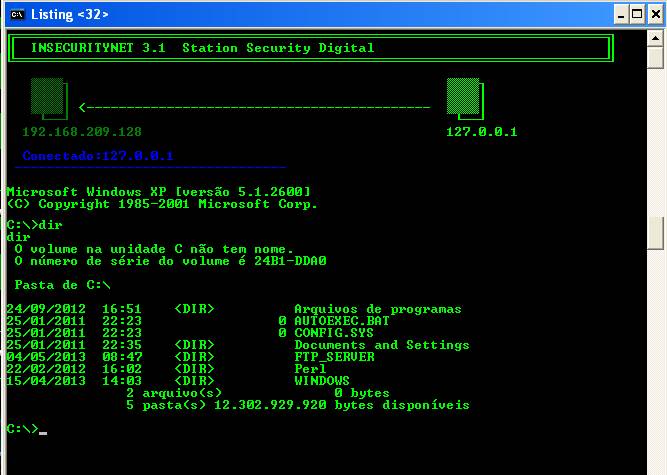 Listing <32>
INSECURITYNET 3.1 Station Security Digital
<--------------------------------------------
192.168.209.128 127.0.0.1
Conectado:127.0.0.1
Microsoft Windows XP [versão 5.1.2600]
(C) Copyright 1985-2001 Microsoft Corp.
C:\>dir
dir
O volume na unidade C não tem nome.
O número de série do volume é 24B1-DDA0
Pasta de C:\
24/09/2012 16:51 <DIR> Arquivos de programas
25/01/2011 22:23 0 AUTOEXEC.BAT
25/01/2011 22:23 0 CONFIG.SYS
25/01/2011 22:35 <DIR> Documents and Settings
04/05/2013 08:47 <DIR> FTP_SERVER
22/02/2012 16:02 <DIR> Perl
15/04/2013 14:03 <DIR> WINDOWS
2 arquivo(s) 0 bytes
5 pasta(s) 12.302.929.920 bytes disponíveis
C:\>_